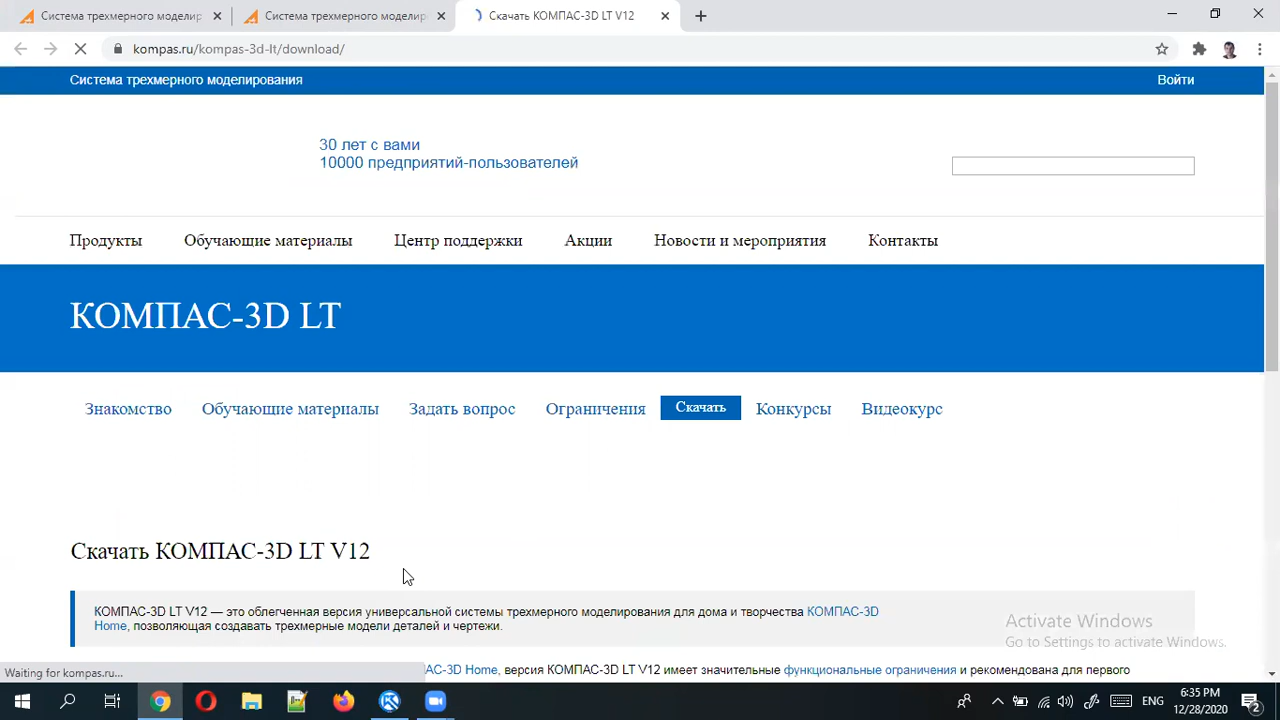 Система трехмерного моделир
Система трехмерного моделир
Скачать КОМПАС-3D LT V12
kompas.ru/kompas-3d-lt/download/
Система трехмерного моделирования
Войти
30 лет с вами
10000 предприятий-пользователей
Продукты
Обучающие материалы
Центр поддержки
Акции
Новости и мероприятия
Контакты
КОМПАС-3D LT
Знакомство
Обучающие материалы
Задать вопрос
Ограничения
Скачать
Конкурсы
Видеокурс
Скачать КОМПАС-3D LT V12
КОМПАС-3D LT V12 — это облегченная версия универсальной системы трехмерного моделирования для дома и творчества КОМПАС-3D
Home, позволяющая создавать трехмерные модели деталей и чертежи.
Activate Windows
Go to Settings to activate Windows.
АС-3D Home, версия КОМПАС-3D LT V12 имеет значительные функциональные ограничения и рекомендована для первого
Waiting for kompas.ru...
ENG
6:35 PM
12/28/2020
2